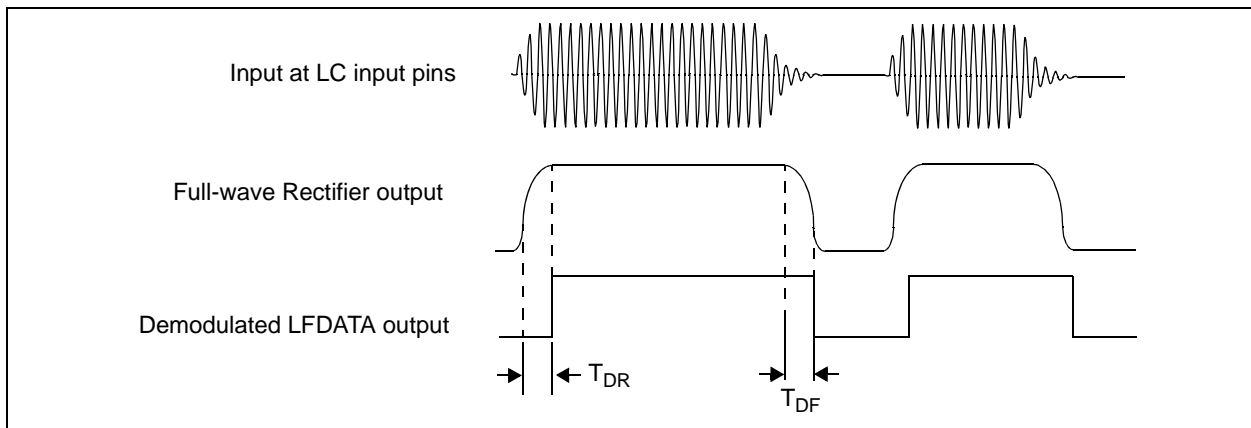 Input at LC input pins
Full-wave Rectifier output
Demodulated LFDATA output
TDR
TDF